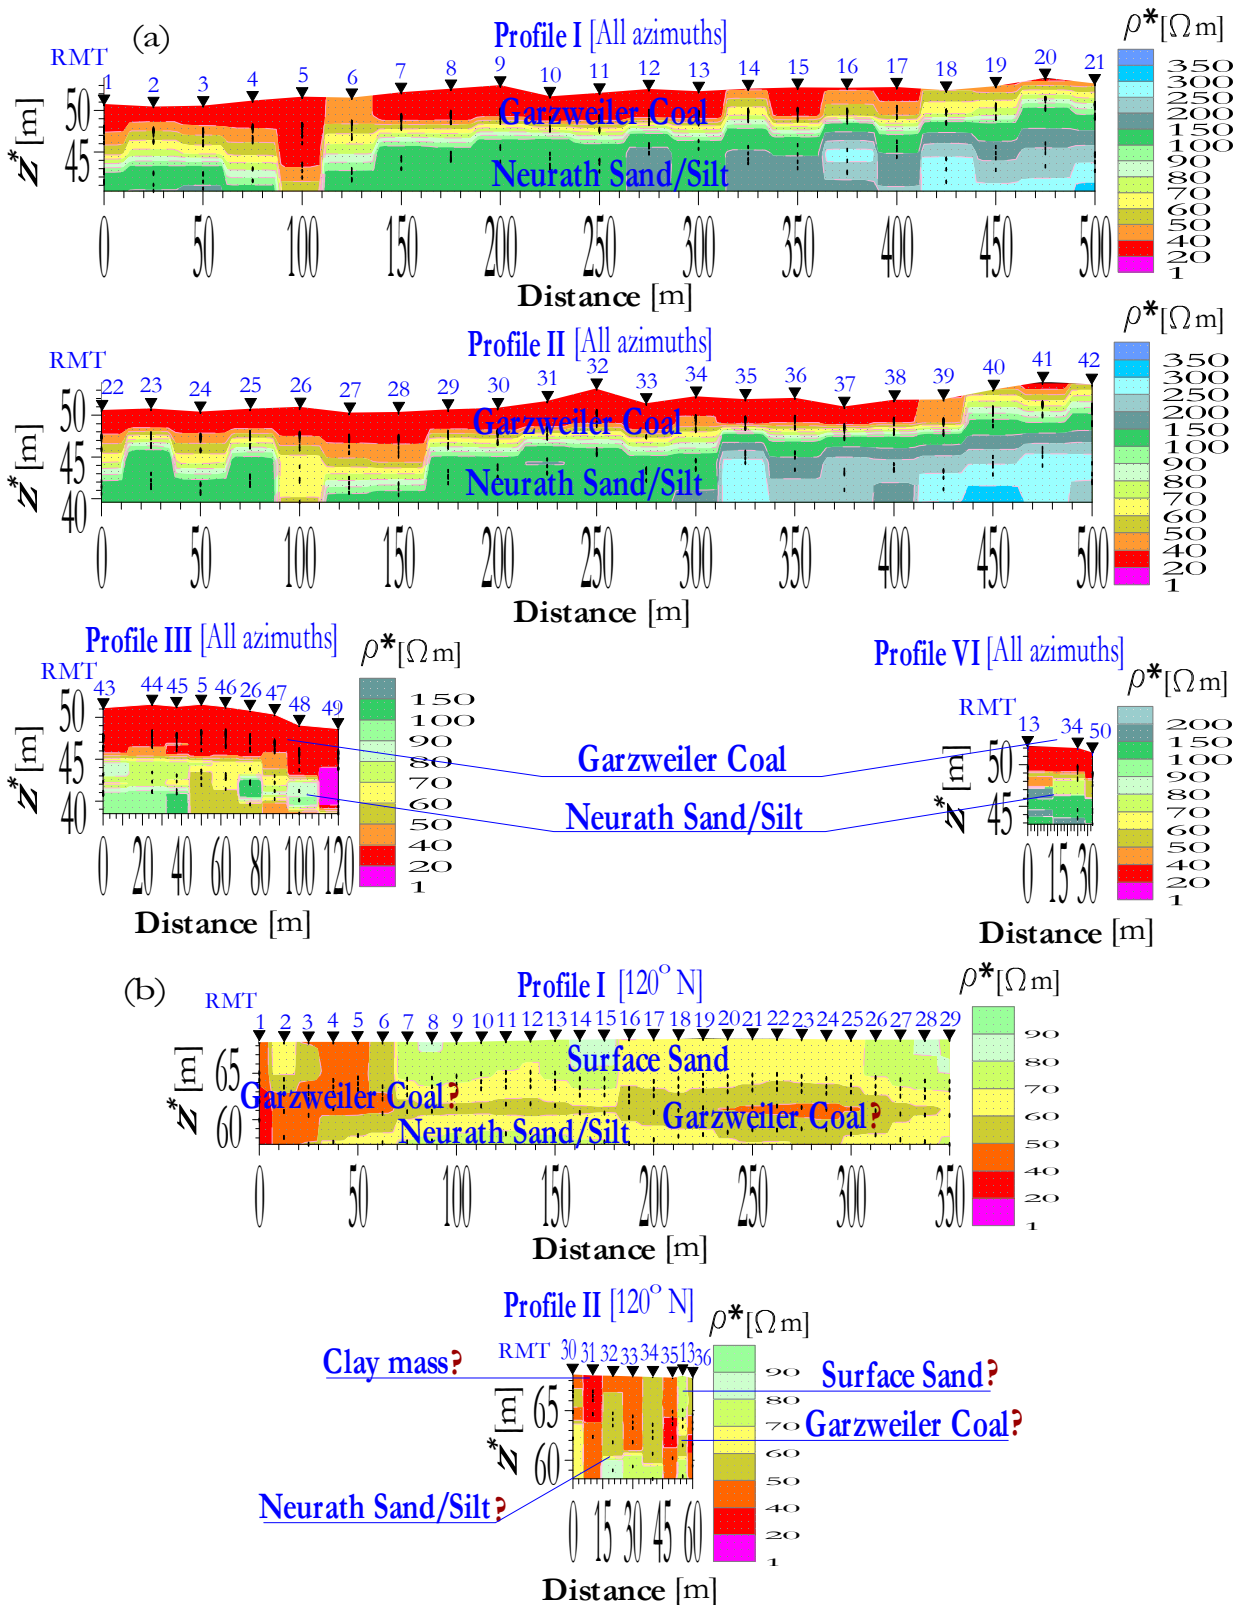 (a)
Profile I [All azimuths]
ρ*[Ωm]
RMT
1 2 3 4 5 6 7 8 9 10 11 12 13 14 15 16 17 18 19 20 21
350
300
250
200
150
100
90
80
70
60
50
40
20
1
50
45
z* [m]
Garzweiler Coal
Neurath Sand/Silt
0 50 100 150 200 250 300 350 400 450 500
Distance [m]
Profile II [All azimuths]
ρ*[Ωm]
RMT
22 23 24 25 26 27 28 29 30 31 32 33 34 35 36 37 38 39 40 41 42
350
300
250
200
150
100
90
80
70
60
50
40
20
1
50
45
40
z* [m]
Garzweiler Coal
Neurath Sand/Silt
0 50 100 150 200 250 300 350 400 450 500
Distance [m]
Profile III [All azimuths]
ρ*[Ωm]
RMT
43 44 45 5 46 26 47 48 49
150
100
90
80
70
60
50
40
20
1
50
45
40
z* [m]
0 20 40 60 80 100 120
Distance [m]
Garzweiler Coal
Neurath Sand/Silt
Profile VI [All azimuths]
ρ*[Ωm]
RMT
13 34 50
200
150
100
90
80
70
60
50
40
20
1
50
45
z* [m]
0 15 30
Distance [m]
(b)
Profile I [120° N]
ρ*[Ωm]
RMT
1 2 3 4 5 6 7 8 9 10 11 12 13 14 15 16 17 18 19 20 21 22 23 24 25 26 27 28 29
90
80
70
60
50
40
20
1
65
60
z* [m]
Surface Sand
Garzweiler Coal?
Garzweiler Coal?
Neurath Sand/Silt
0 50 100 150 200 250 300 350
Distance [m]
Profile II [120° N]
ρ*[Ωm]
RMT
30 31 32 33 34 35 13 36
90
80
70
60
50
40
20
1
Clay mass?
Surface Sand?
Garzweiler Coal?
Neurath Sand/Silt?
65
60
z* [m]
0 15 30 45 60
Distance [m]